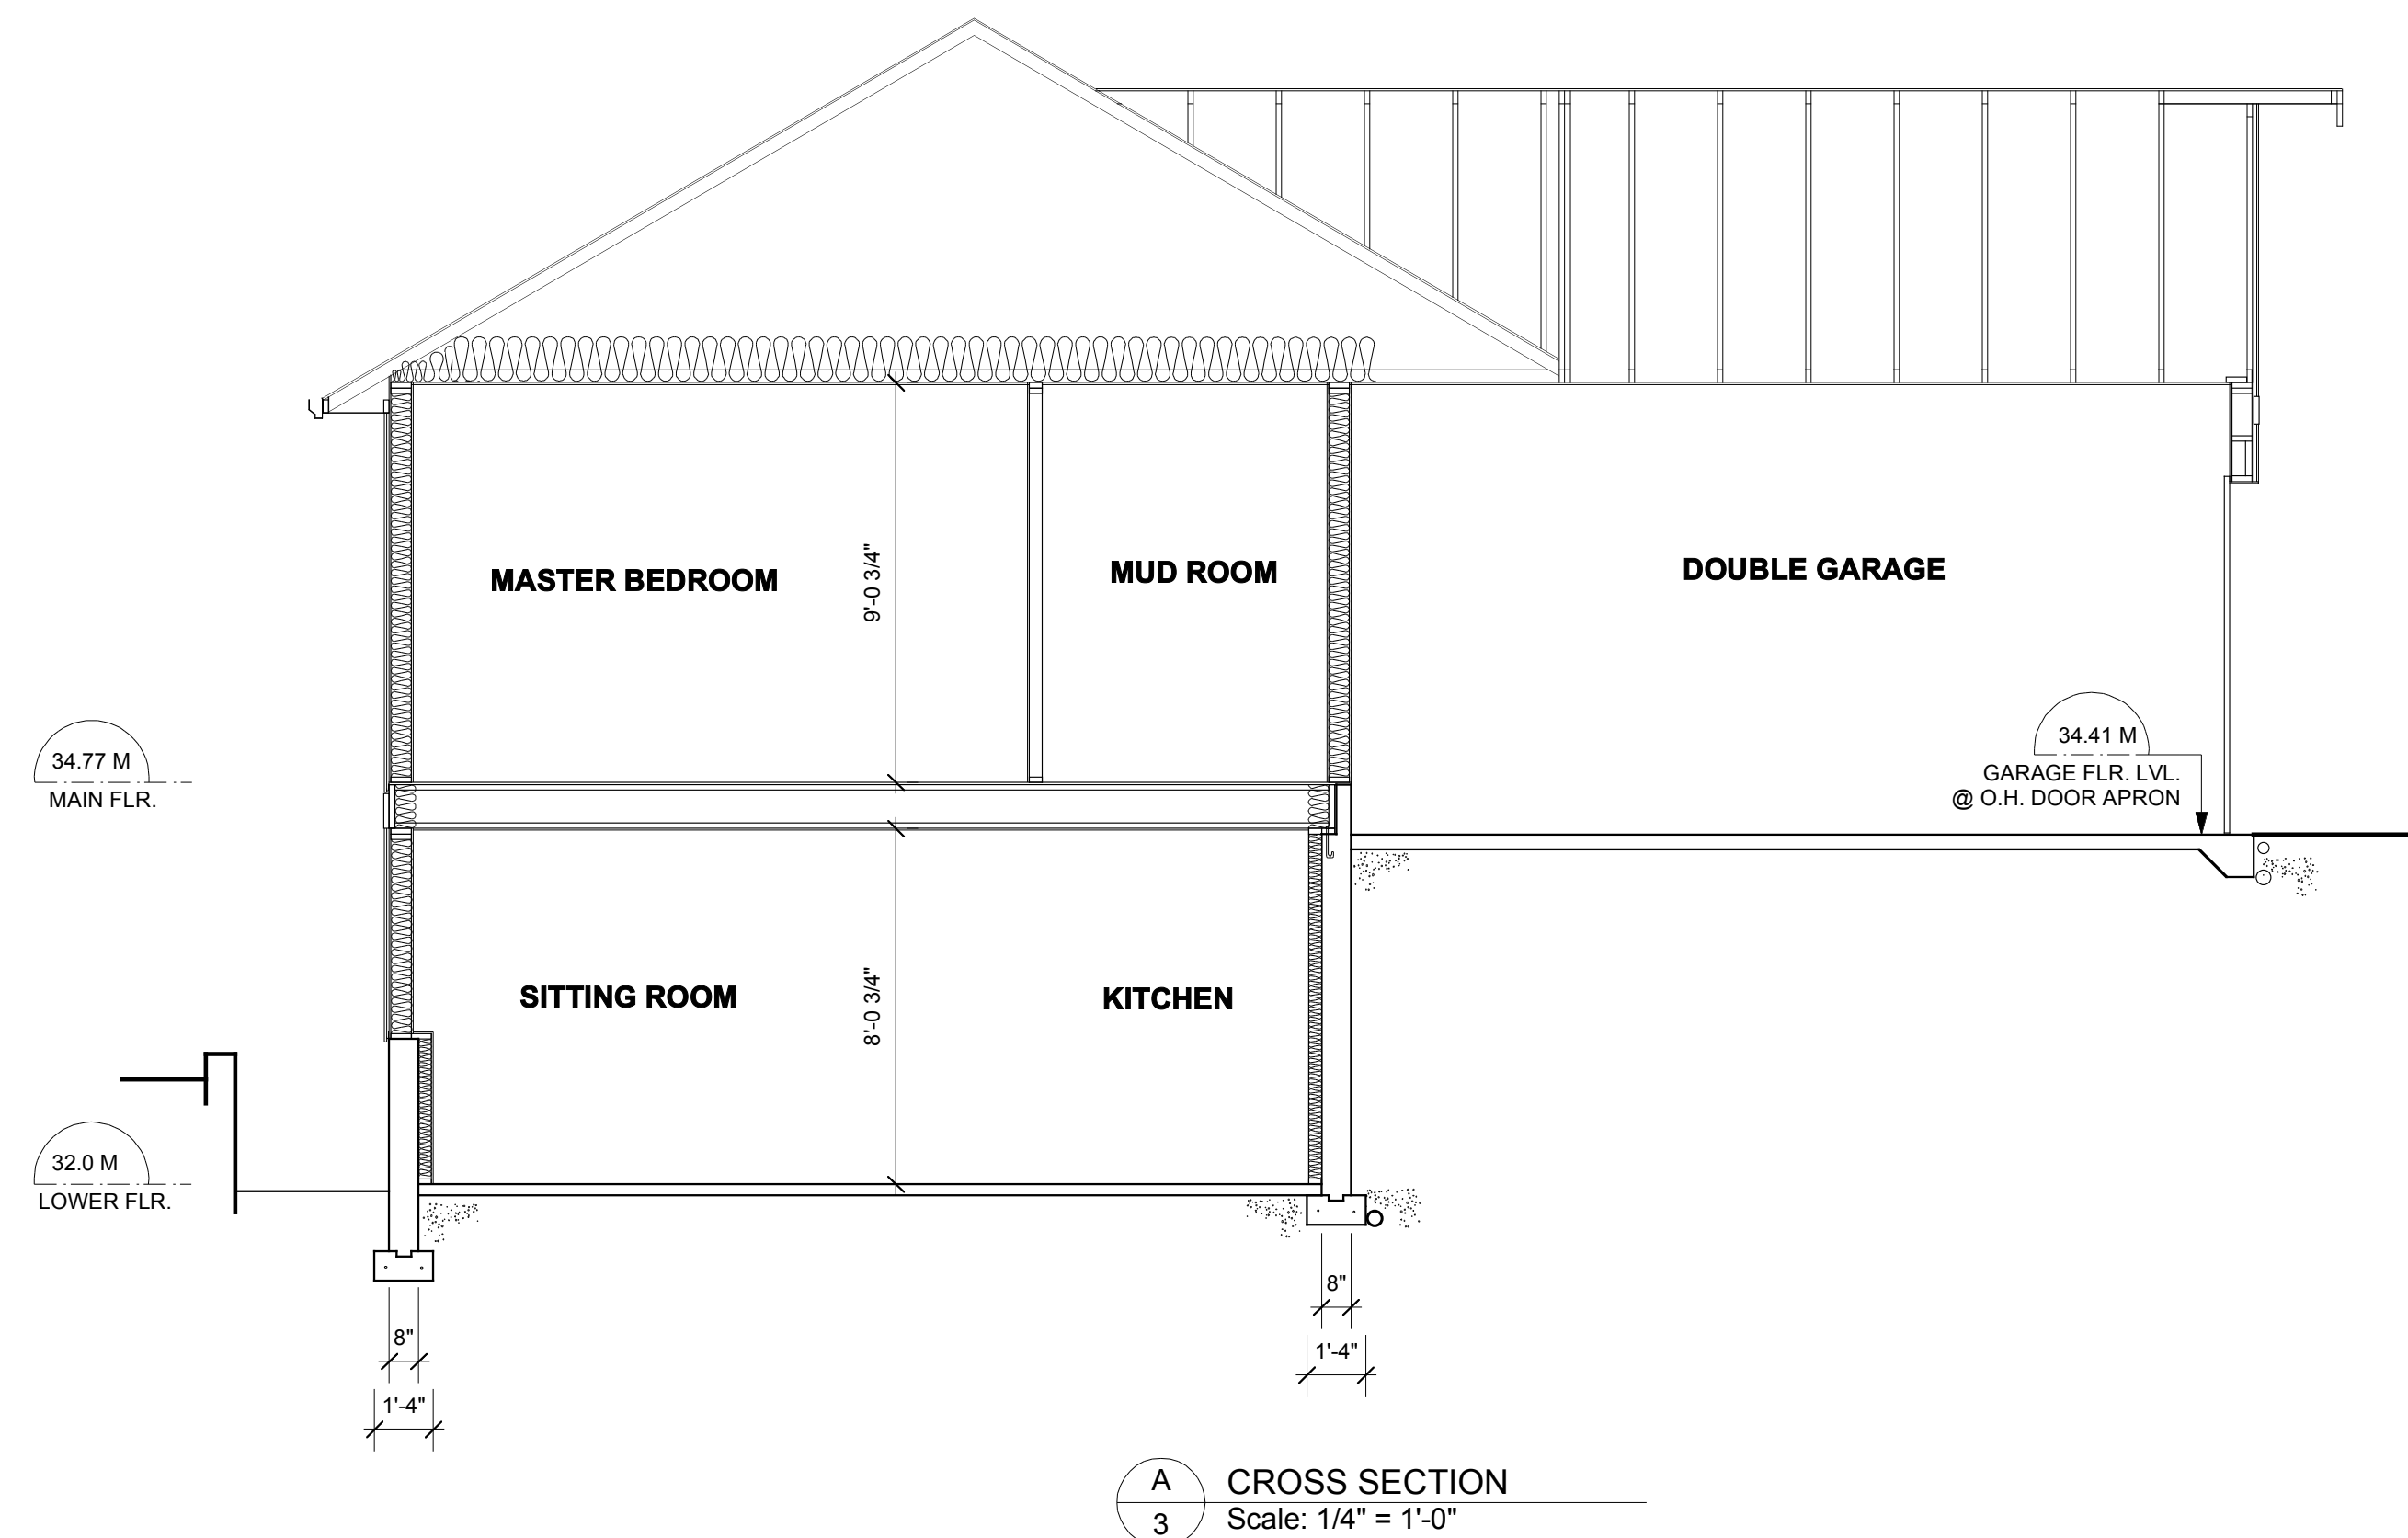 9'-0 3/4"
MASTER BEDROOM
MUD ROOM
DOUBLE GARAGE
34.77 M
MAIN FLR.
34.41 M
GARAGE FLR. LVL.
@ O.H. DOOR APRON
8'-0 3/4"
SITTING ROOM
KITCHEN
32.0 M
LOWER FLR.
8"
1'-4"
8"
1'-4"
A
3
CROSS SECTION
Scale: 1/4" = 1'-0"